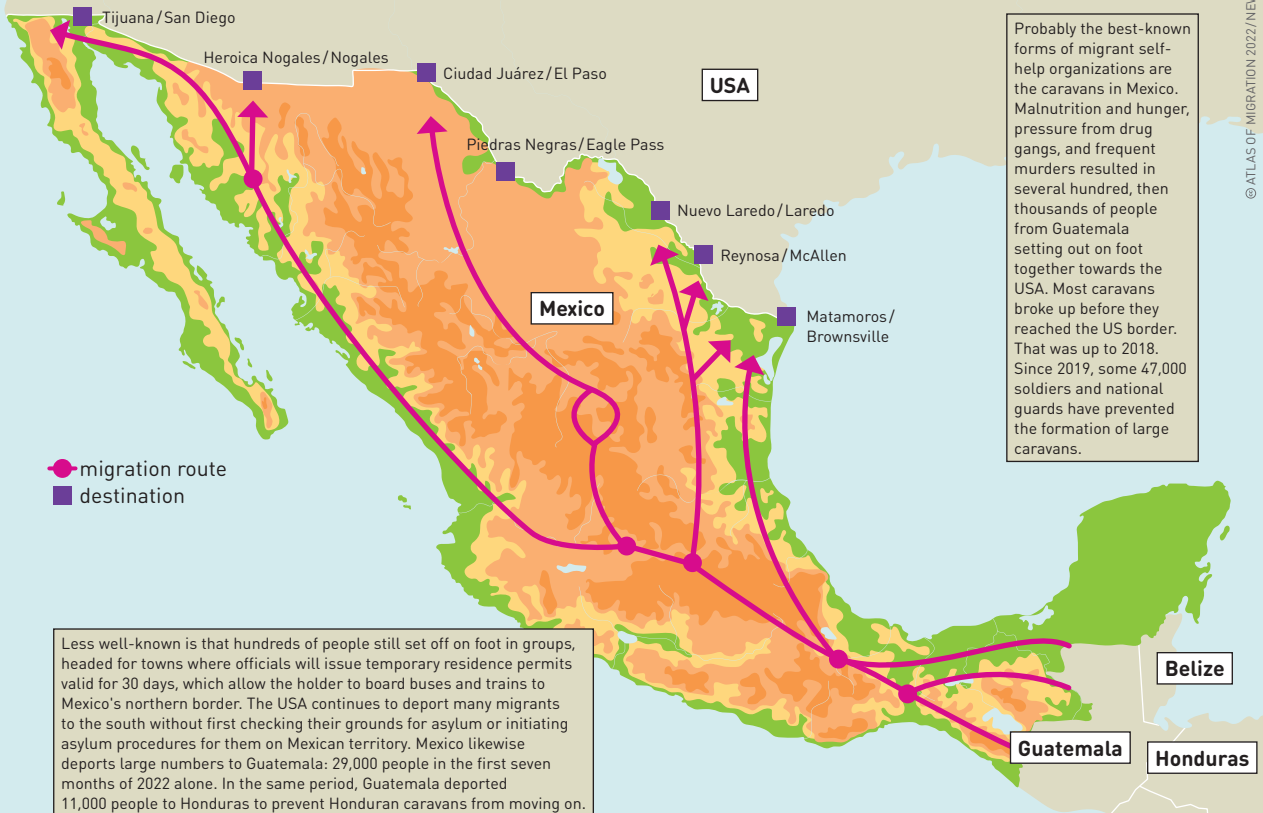 Tijuana/San Diego
Heroica Nogales/Nogales
Ciudad Juárez/El Paso
USA
Piedras Negras/Eagle Pass
Nuevo Laredo/Laredo
Reynosa/McAllen
Mexico
Matamoros/
Brownsville
Probably the best-known
forms of migrant self-
help organizations are
the caravans in Mexico.
Malnutrition and hunger,
pressure from drug
gangs, and frequent
murders resulted in
several hundred, then
thousands of people
from Guatemala
setting out on foot
together towards the
USA. Most caravans
broke up before they
reached the US border.
That was up to 2018.
Since 2019, some 47,000
soldiers and national
guards have prevented
the formation of large
caravans.
© ATLAS OF MIGRATION 2022/NEW
migration route
destination
Less well-known is that hundreds of people still set off on foot in groups,
headed for towns where officials will issue temporary residence permits
valid for 30 days, which allow the holder to board buses and trains to
Mexico's northern border. The USA continues to deport many migrants
to the south without first checking their grounds for asylum or initiating
asylum procedures for them on Mexican territory. Mexico likewise
deports large numbers to Guatemala: 29,000 people in the first seven
months of 2022 alone. In the same period, Guatemala deported
11,000 people to Honduras to prevent Honduran caravans from moving on.
Belize
Guatemala
Honduras